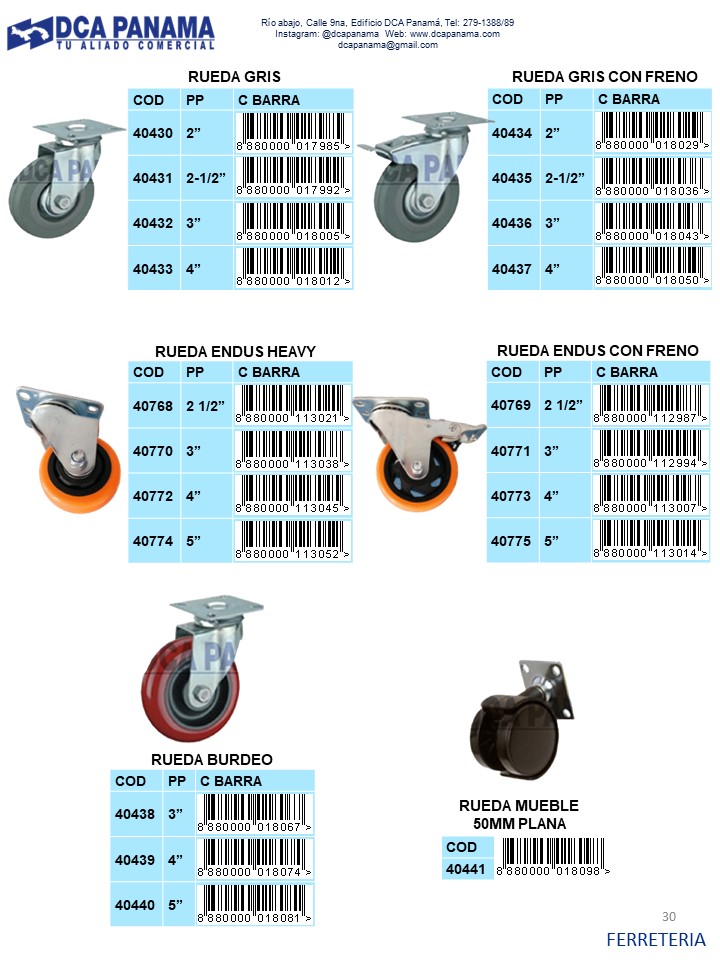 DCA PANAMA
TU ALIADO COMERCIAL
Río abajo, Calle 9na, Edificio DCA Panamá, Tel: 279-1388/89
Instagram: @dcapanama Web: www.dcapanama.com
dcapanama@gmail.com
RUEDA GRIS
COD PP C BARRA
40430 2” 8 880000 017985 >
40431 2-1/2” 8 880000 017992 >
40432 3” 8 880000 018005 >
40433 4” 8 880000 018012 >
RUEDA GRIS CON FRENO
COD PP C BARRA
40434 2” 8 880000 018029 >
40435 2-1/2” 8 880000 018036 >
40436 3” 8 880000 018043 >
40437 4” 8 880000 018050 >
RUEDA ENDUS HEAVY
COD PP C BARRA
40768 2 1/2” 8 880000 113021 >
40770 3” 8 880000 113038 >
40772 4” 8 880000 113045 >
40774 5” 8 880000 113052 >
RUEDA ENDUS CON FRENO
COD PP C BARRA
40769 2 1/2” 8 880000 112987 >
40771 3” 8 880000 112994 >
40773 4” 8 880000 113007 >
40775 5” 8 880000 113014 >
RUEDA BURDEO
COD PP C BARRA
40438 3” 8 880000 018067 >
40439 4” 8 880000 018074 >
40440 5” 8 880000 018081 >
RUEDA MUEBLE
50MM PLANA
COD
40441 8 880000 018098 >
30
FERRETERIA